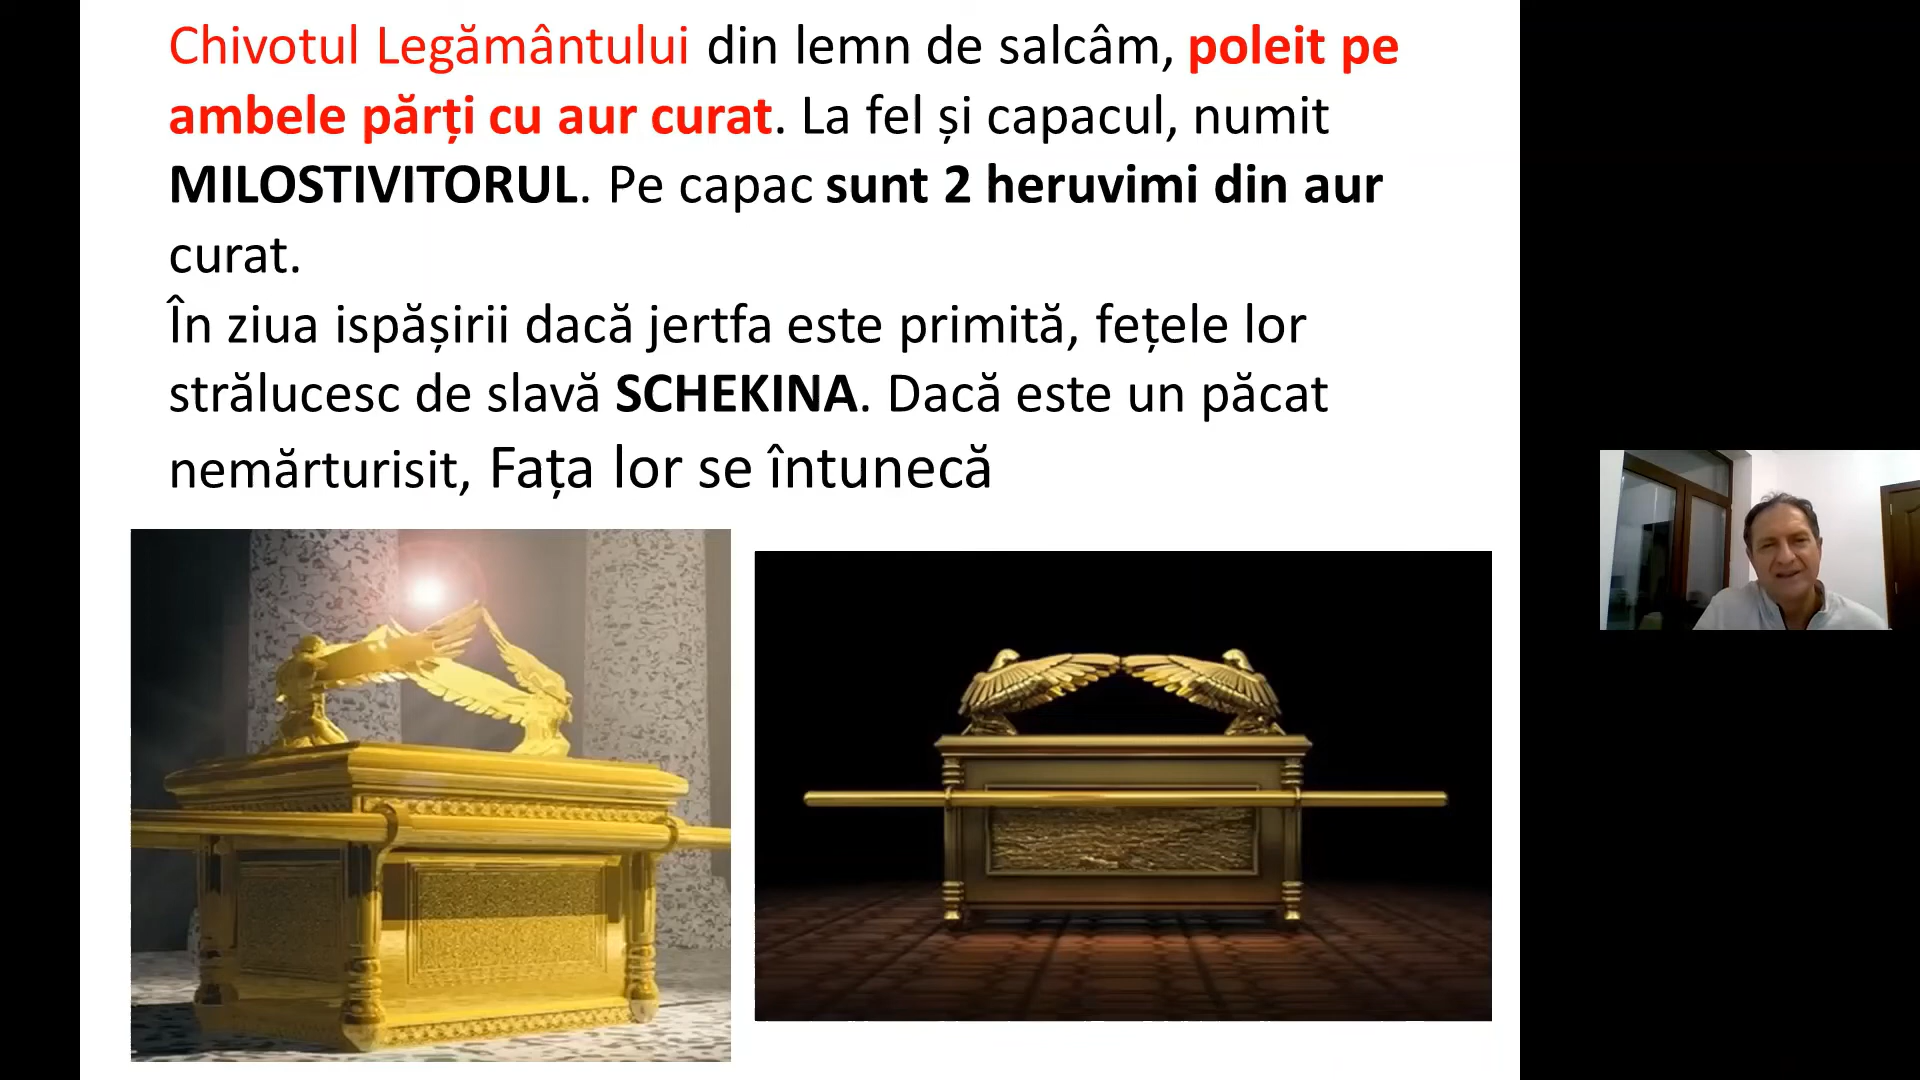 Chivotul Legământului din lemn de salcâm, poleit pe
ambele părți cu aur curat. La fel și capacul, numit
MILOSTIVITORUL. Pe capac sunt 2 heruvimi din aur
curat.
În ziua ispășirii dacă jertfa este primită, fețele lor
strălucesc de slavă SCHEKINA. Dacă este un păcat
nemărturisit, Fața lor se întunecă